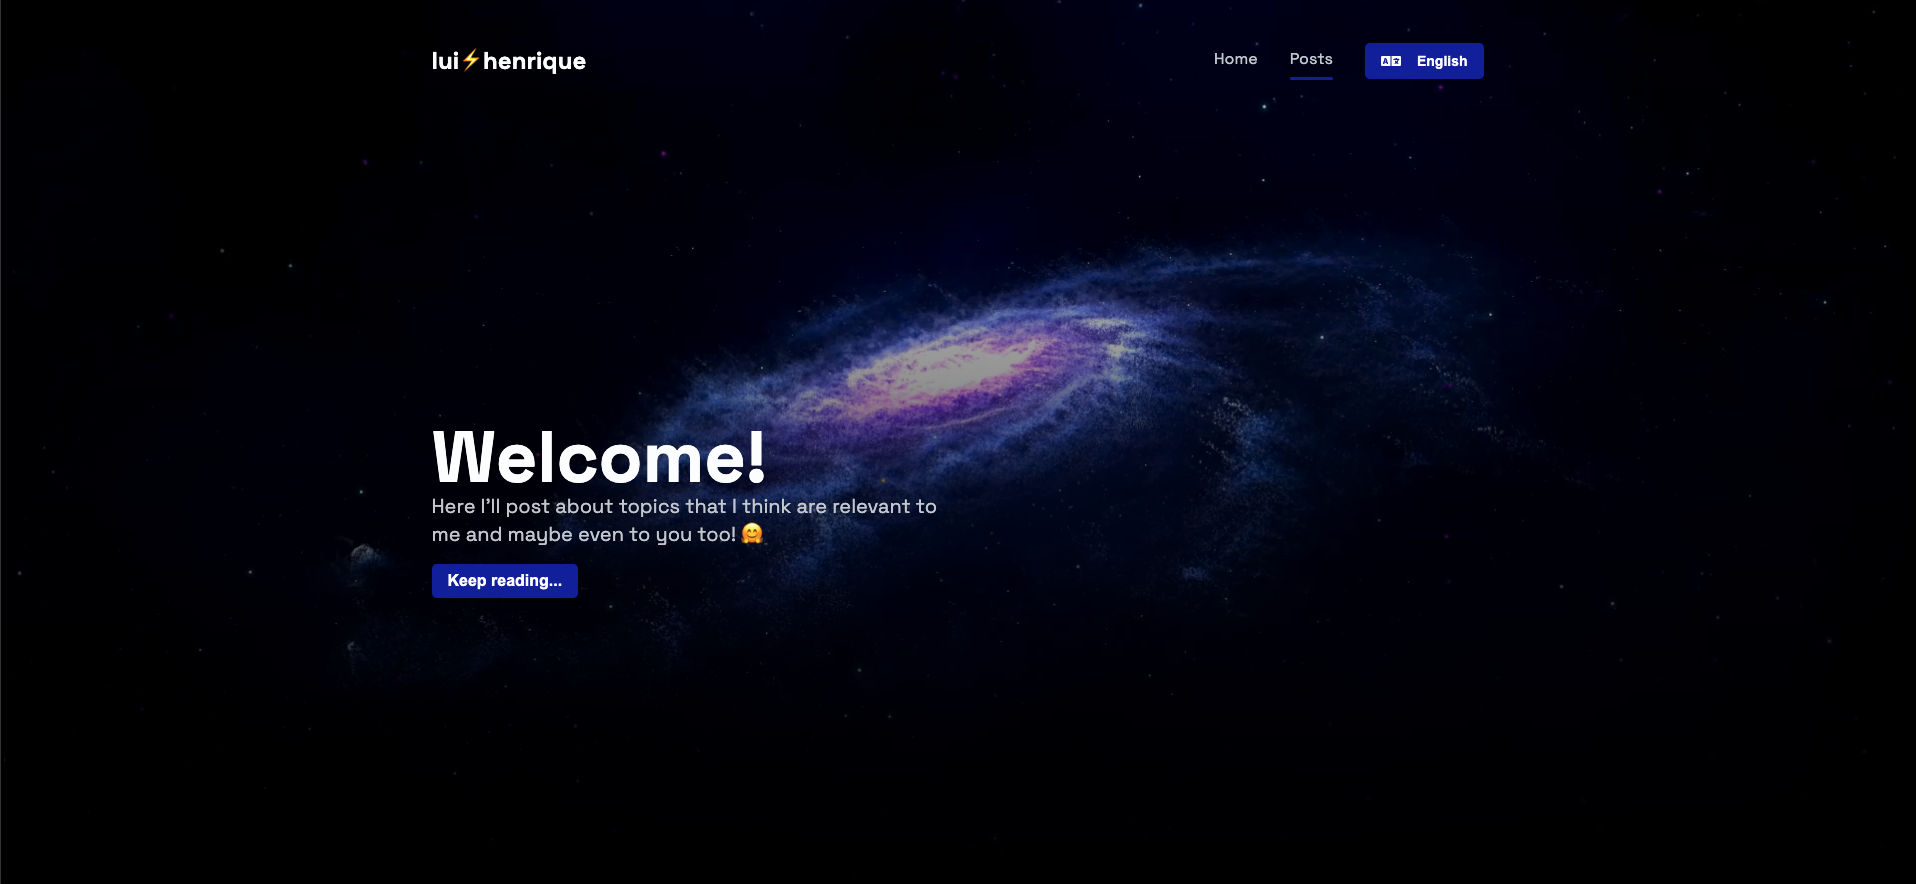 lui⚡henrique
Home
Posts
English
Welcome!
Here I'll post about topics that I think are relevant to
me and maybe even to you too! 🤗
Keep reading...